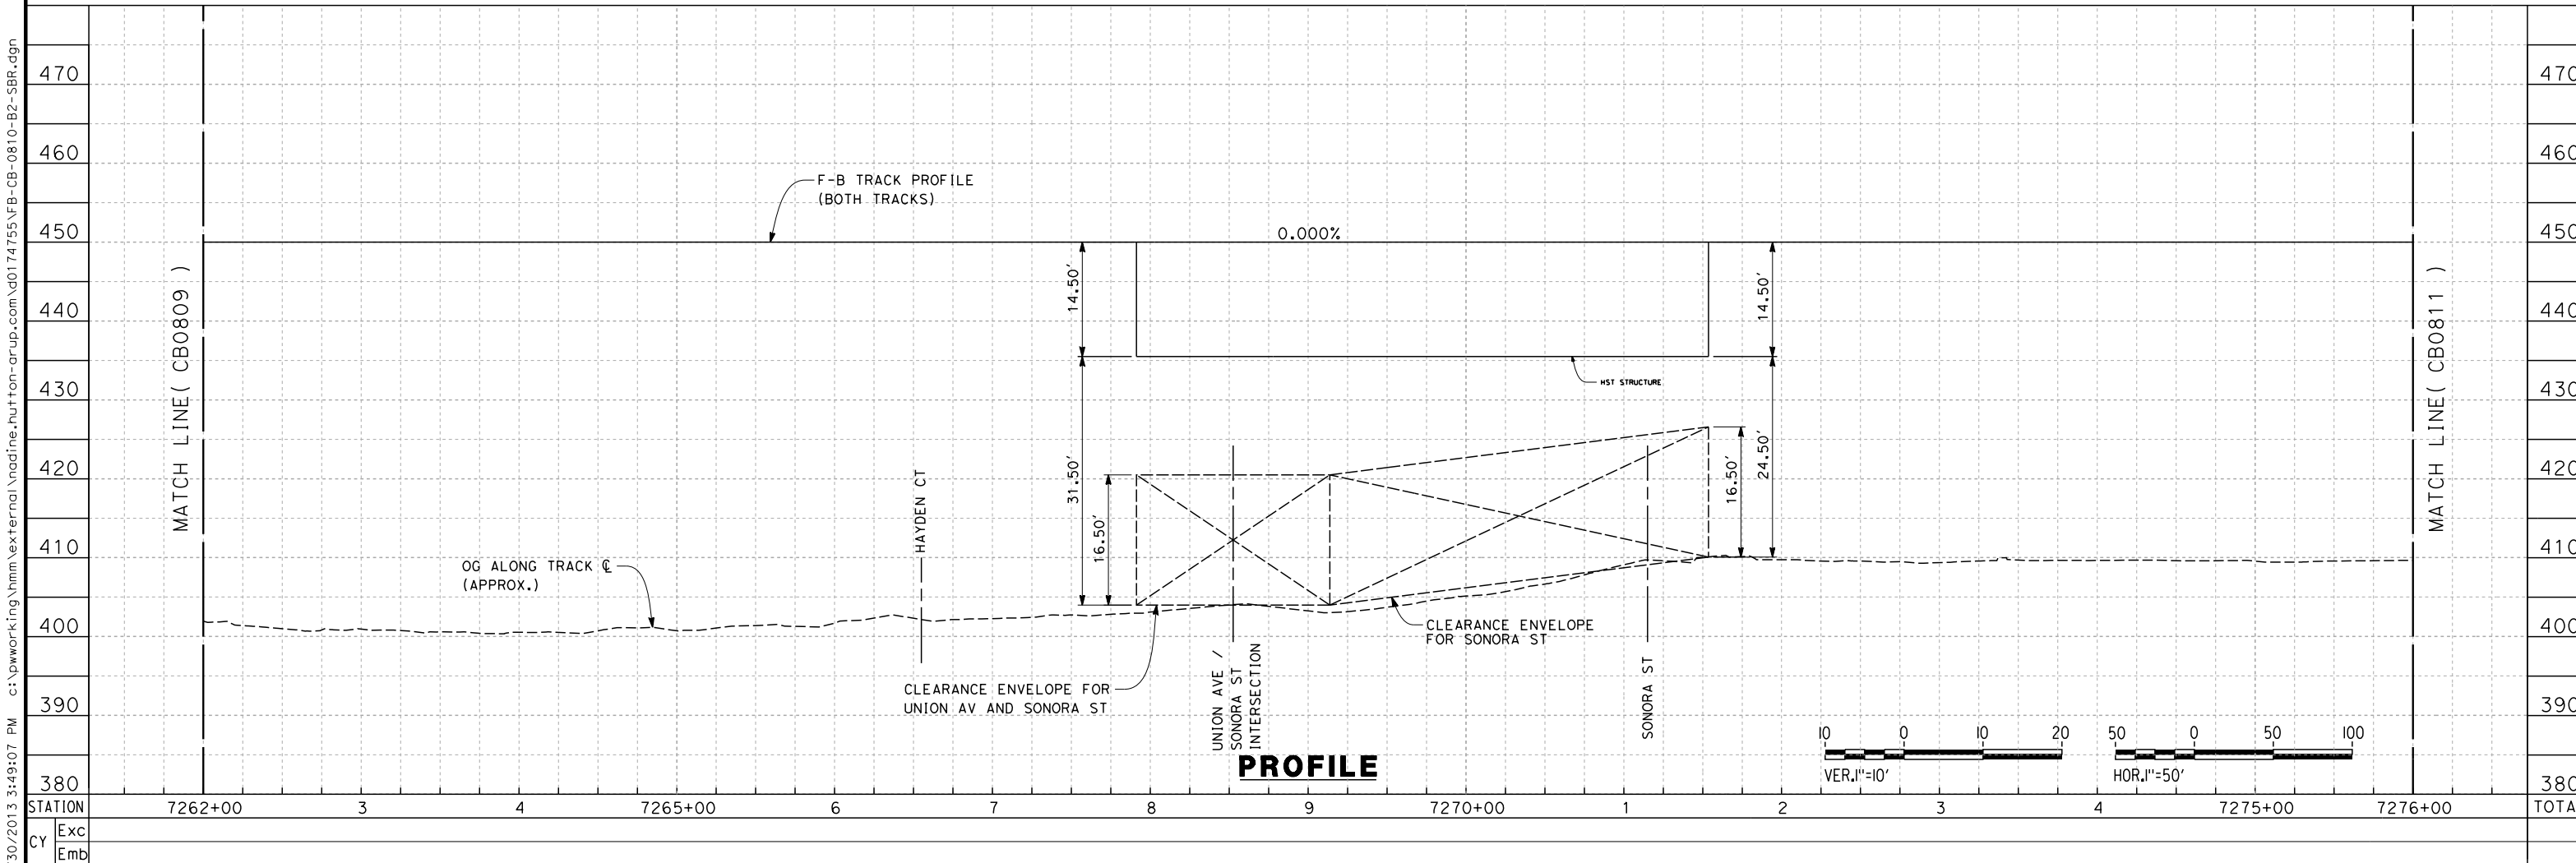 470
460
450
440
430
420
410
400
390
380
470
460
450
440
430
420
410
400
390
380
30/2013 3:49:07 PM c:\pwworking\hmm\external\nadine.hutton-arup.com\d0174755\FB-CB-0810-B2-SBR.dgn
MATCH LINE( CB0809 )
F-B TRACK PROFILE
(BOTH TRACKS)
0.000%
14.50'
14.50'
HST STRUCTURE
31.50'
16.50'
16.50'
24.50'
HAYDEN CT
OG ALONG TRACK ℄
(APPROX.)
CLEARANCE ENVELOPE FOR
UNION AV AND SONORA ST
UNION AVE /
SONORA ST
INTERSECTION
CLEARANCE ENVELOPE
FOR SONORA ST
SONORA ST
MATCH LINE( CB0811 )
PROFILE
10 0 10 20
VER.1"=10'
50 0 50 100
HOR.1"=50'
STATION 7262+00 3 4 7265+00 6 7 8 9 7270+00 1 2 3 4 7275+00 7276+00 TOTA
CY
Exc
Emb